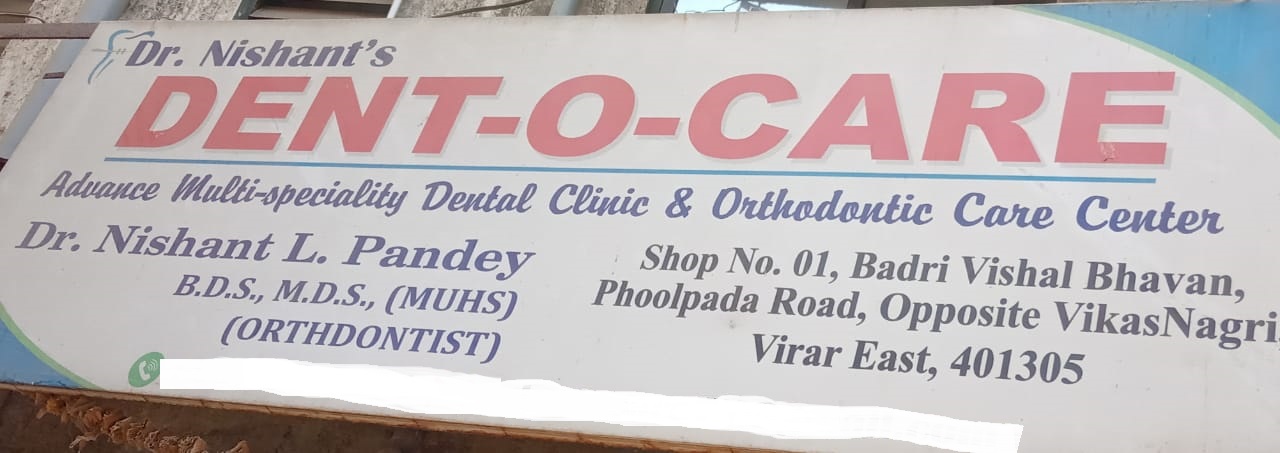 Dr. Nishant's
DENT-O-CARE
Advance Multi-speciality Dental Clinic & Orthodontic Care Center
Dr. Nishant L. Pandey
B.D.S., M.D.S., (MUHS)
(ORTHDONTIST)
Shop No. 01, Badri Vishal Bhavan,
Phoolpada Road, Opposite VikasNagri,
Virar East, 401305